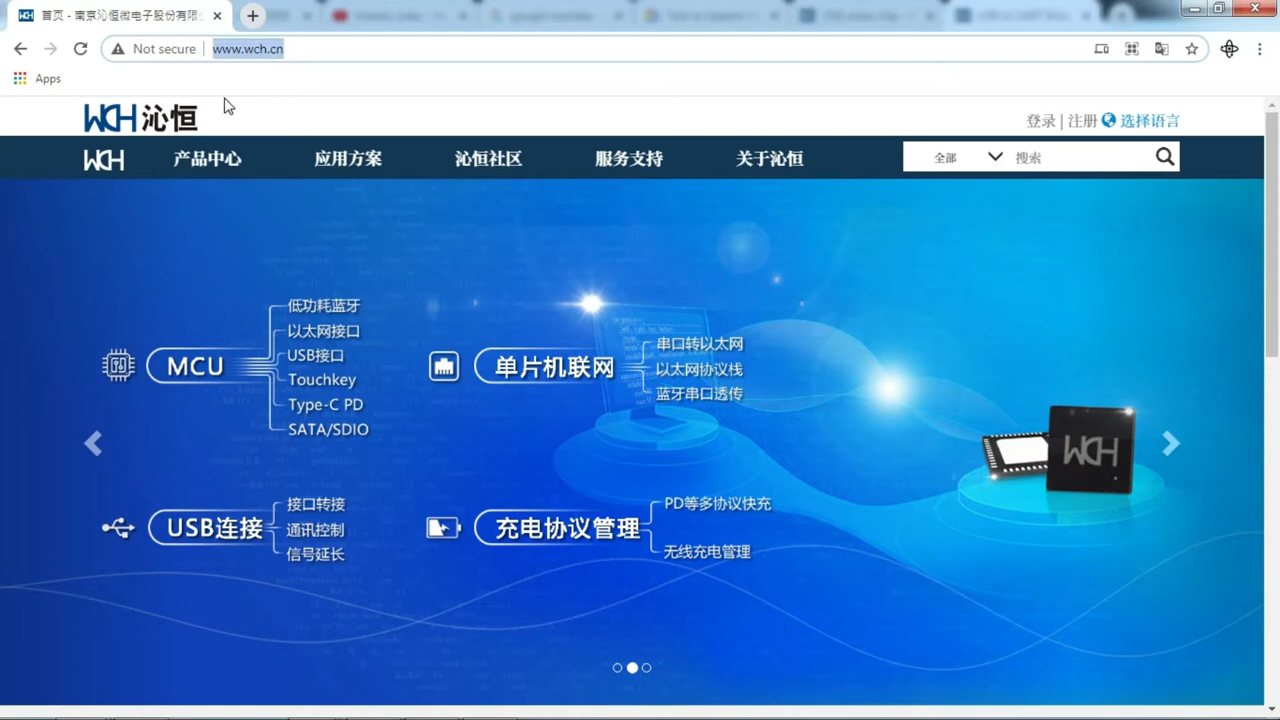 首页 - 南京沁恒微电子股份有限
Not secure
www.wch.cn
Apps
WCH沁恒
登录 | 注册
选择语言
WCH
产品中心
应用方案
沁恒社区
服务支持
关于沁恒
全部
搜索
MCU
低功耗蓝牙
以太网接口
USB接口
Touchkey
Type-C PD
SATA/SDIO
单片机联网
串口转以太网
以太网协议栈
蓝牙串口透传
WCH
USB连接
接口转接
通讯控制
信号延长
充电协议管理
PD等多协议快充
无线充电管理